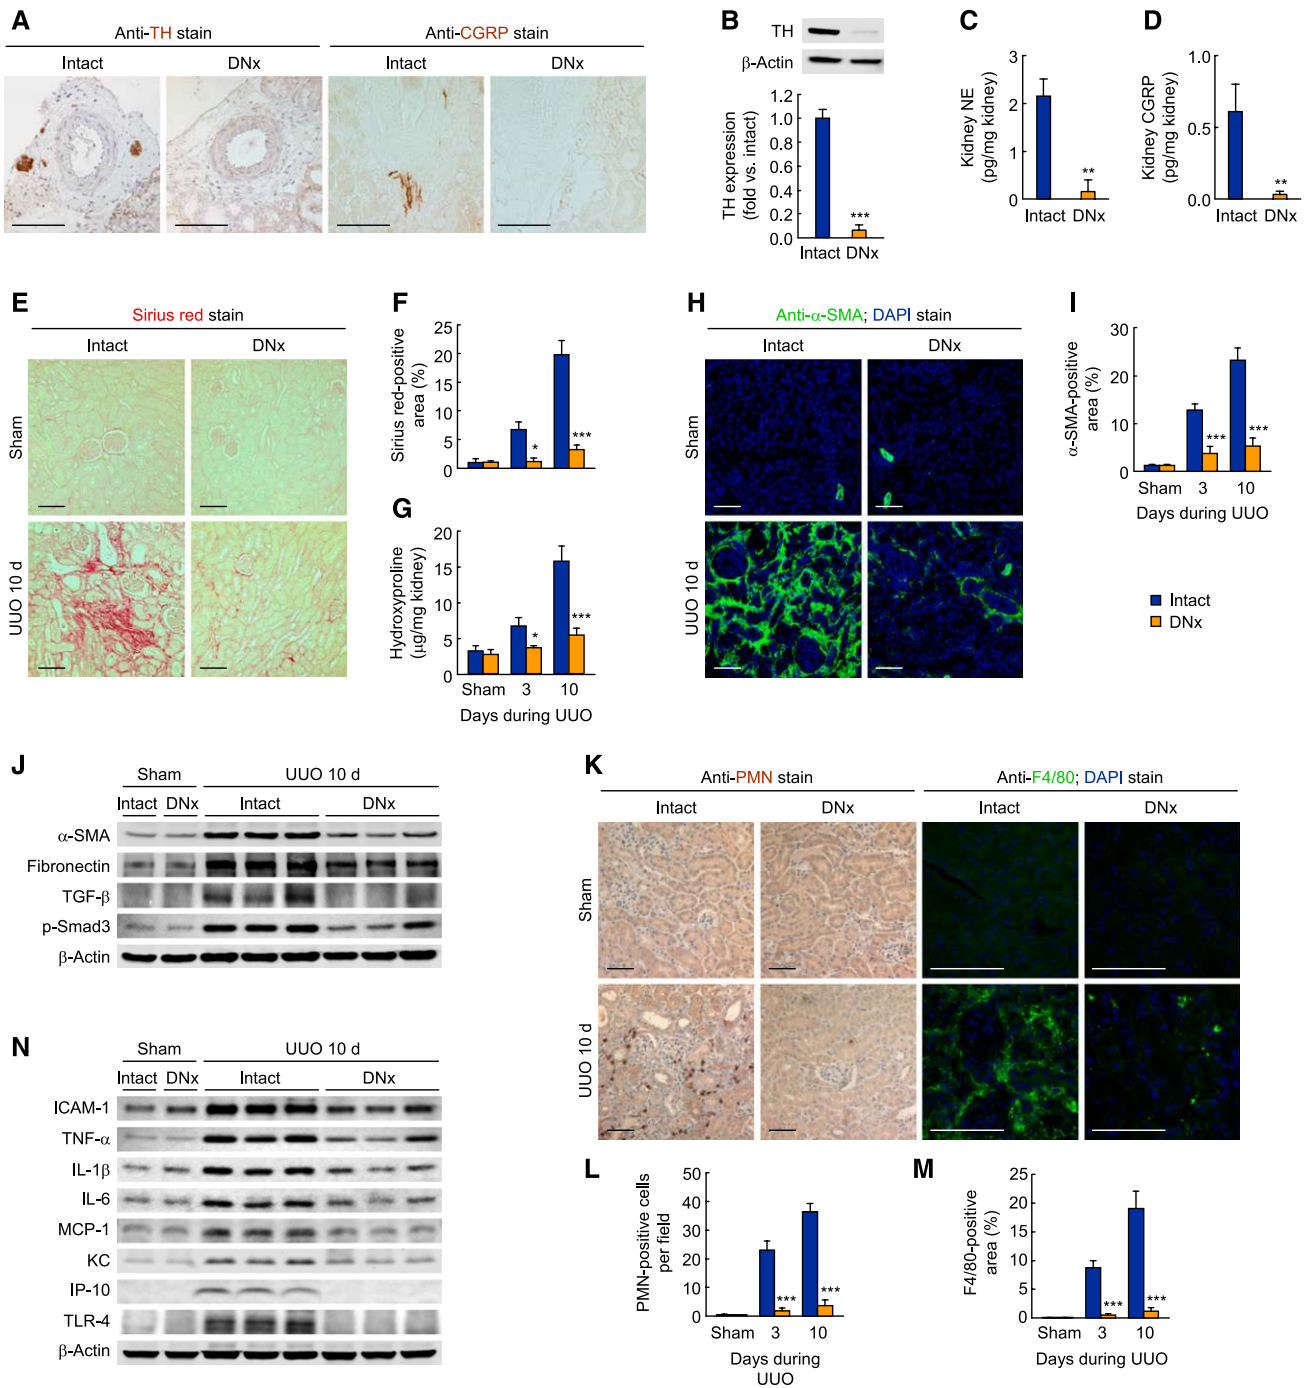 A
Anti-TH stain
Anti-CGRP stain
Intact
DNx
Intact
DNx
B
TH
β-Actin
TH expression
(fold vs. intact)
1.2
1.0
0.8
0.6
0.4
0.2
0.0
***
Intact DNx
C
Kidney NE
(pg/mg kidney)
3
2
1
0
**
Intact DNx
D
Kidney CGRP
(pg/mg kidney)
1.0
0.5
0.0
**
Intact DNx
E
Sirius red stain
Intact
DNx
Sham
UUO 10 d
F
Sirius red-positive
area (%)
25
20
15
10
5
0
*
***
G
Hydroxyproline
(μg/mg kidney)
20
15
10
5
0
*
***
Sham 3 10
Days during UUO
H
Anti-α-SMA; DAPI stain
Intact
DNx
Sham
UUO 10 d
I
α-SMA-positive
area (%)
30
20
10
0
***
***
Sham 3 10
Days during UUO
Intact
DNx
J
Sham
UUO 10 d
Intact DNx
Intact
DNx
α-SMA
Fibronectin
TGF-β
p-Smad3
β-Actin
K
Anti-PMN stain
Anti-F4/80; DAPI stain
Intact
DNx
Intact
DNx
Sham
UUO 10 d
L
PMN-positive cells
per field
50
40
30
20
10
0
***
***
Sham 3 10
Days during
UUO
M
F4/80-positive
area (%)
25
20
15
10
5
0
***
***
Sham 3 10
Days during UUO
N
Sham
UUO 10 d
Intact DNx
Intact
DNx
ICAM-1
TNF-α
IL-1β
IL-6
MCP-1
KC
IP-10
TLR-4
β-Actin